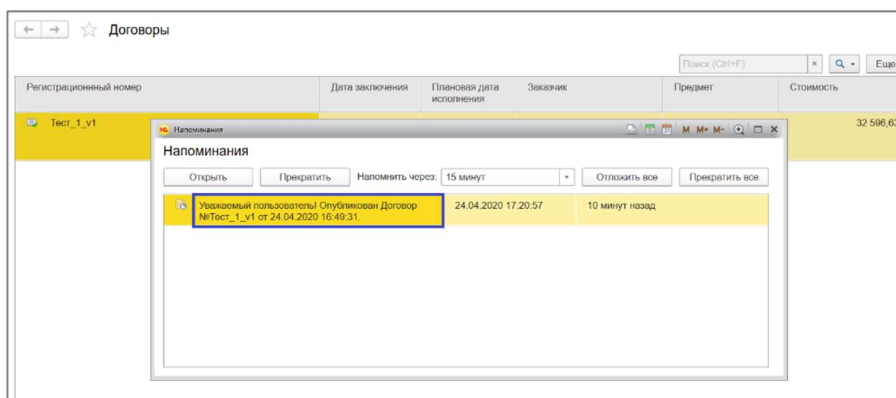 Договоры
Поиск (Ctrl+F)
Еще
Регистрационнный номер
Дата заключения
Плановая дата
исполнения
Заказчик
Предмет
Стоимость
Тест_1_v1
32 596,63
Напоминания
M M+ M-
Напоминания
Открыть
Прекратить
Напомнить через:
15 минут
Отложить все
Прекратить все
Уважаемый пользователь! Опубликован Договор
№Тест_1_v1 от 24.04.2020 16:49:31.
24.04.2020 17:20:57
10 минут назад